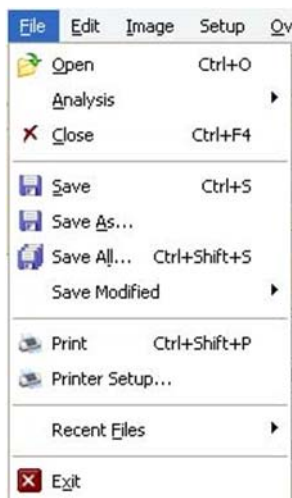 File Edit Image Setup Ov
Open Ctrl+O
Analysis
Close Ctrl+F4
Save Ctrl+S
Save As...
Save All... Ctrl+Shift+S
Save Modified
Print Ctrl+Shift+P
Printer Setup...
Recent Files
Exit